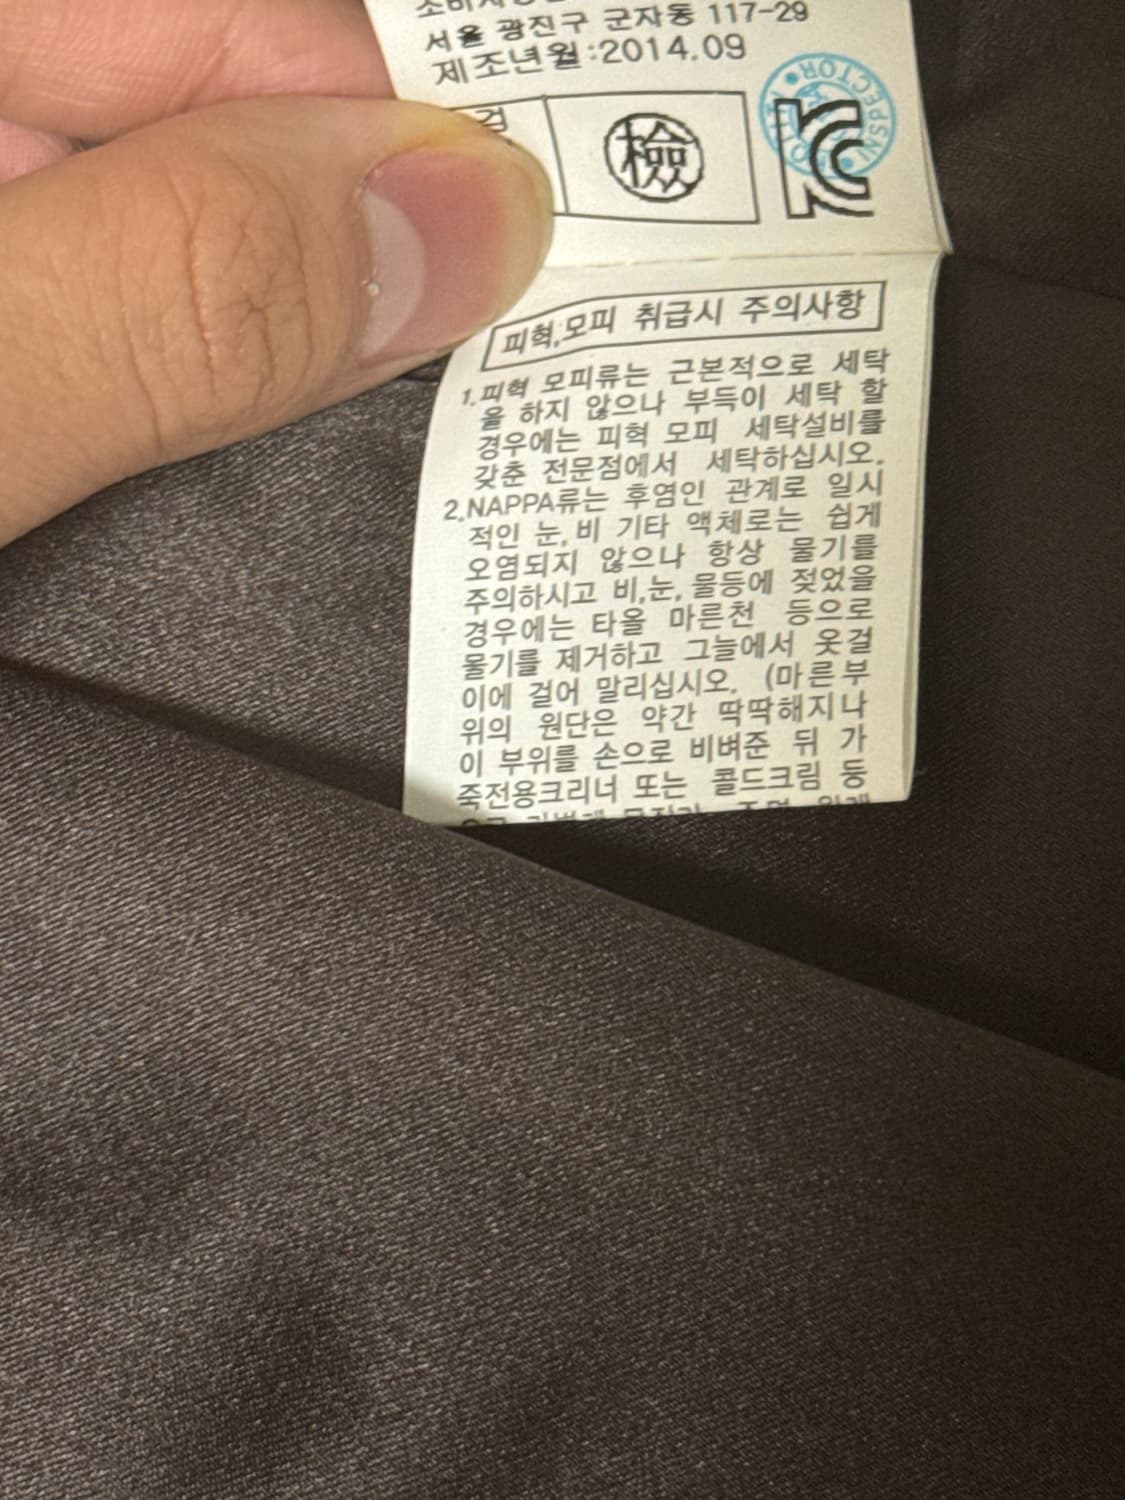 서울 광진구 군자동 117-29
제조년월:2014.09
검
檢
INSPECTOR
피혁,모피 취급시 주의사항
1.피혁 모피류는 근본적으로 세탁
을 하지 않으나 부득이 세탁 할
경우에는 피혁 모피 세탁설비를
갖춘 전문점에서 세탁하십시오.
2.NAPPA류는 후염인 관계로 일시
적인 눈,비 기타 액체로는 쉽게
오염되지 않으나 항상 물기를
주의하시고 비,눈,물등에 젖었을
경우에는 타올 마른천 등으로
물기를 제거하고 그늘에서 옷걸
이에 걸어 말리십시오. (마른부
위의 원단은 약간 딱딱해지나
이 부위를 손으로 비벼준 뒤 가
죽전용크리너 또는 콜드크림 등